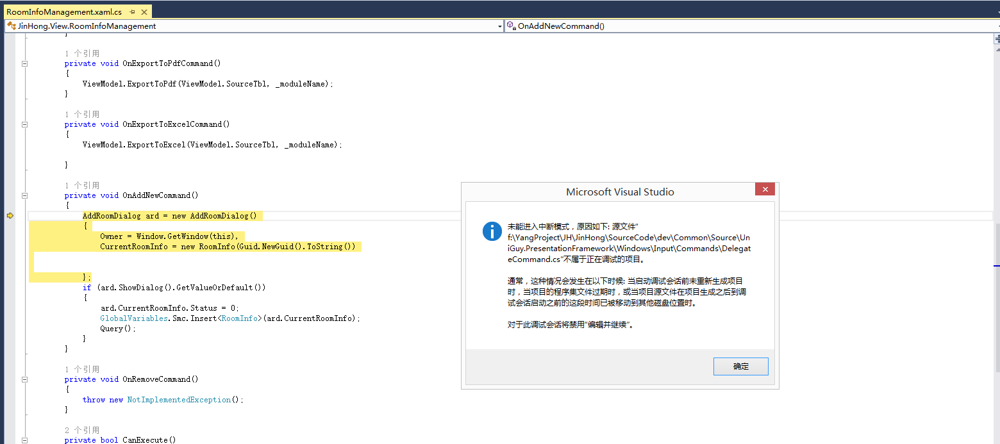 RoomInfoManagement.xaml.cs
JinHong.View.RoomInfoManagement
OnAddNewCommand()
}
1 个引用
private void OnExportToPdfCommand()
{
ViewModel.ExportToPdf(ViewModel.SourceTbl, _moduleName);
}
1 个引用
private void OnExportToExcelCommand()
{
ViewModel.ExportToExcel(ViewModel.SourceTbl, _moduleName);
}
1 个引用
private void OnAddNewCommand()
{
AddRoomDialog ard = new AddRoomDialog()
{
Owner = Window.GetWindow(this),
CurrentRoomInfo = new RoomInfo(Guid.NewGuid().ToString())
};
if (ard.ShowDialog().GetValueOrDefault())
{
ard.CurrentRoomInfo.Status = 0;
GlobalVariables.Smc.Insert<RoomInfo>(ard.CurrentRoomInfo);
Query();
}
}
1 个引用
private void OnRemoveCommand()
{
throw new NotImplementedException();
}
2 个引用
private bool CanExecute()
Microsoft Visual Studio
未能进入中断模式，原因如下: 源文件“
f:\YangProject\JH\JinHong\SourceCode\dev\Common\Source\Un
iGuy.PresentationFramework\Windows\Input\Commands\Delegat
eCommand.cs”不属于正在调试的项目。
通常，这种情况会发生在以下时候: 当启动调试会话前未重新生成项目
时，当项目的程序集文件过期时，或当项目源文件在项目生成之后到调
试会话启动之前的这段时间已被移动到其他磁盘位置时。
对于此调试会话将禁用“编辑并继续”。
确定